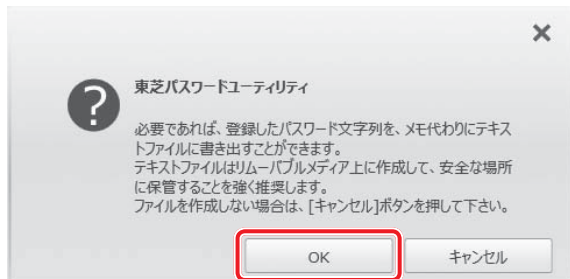 東芝パスワードユーティリティ
必要であれば、登録したパスワード文字列を、メモ代わりにテキス
トファイルに書き出すことができます。
テキストファイルはリムーバブルメディア上に作成して、安全な場所
に保管することを強く推奨します。
ファイルを作成しない場合は、[キャンセル]ボタンを押して下さい。
OK
キャンセル